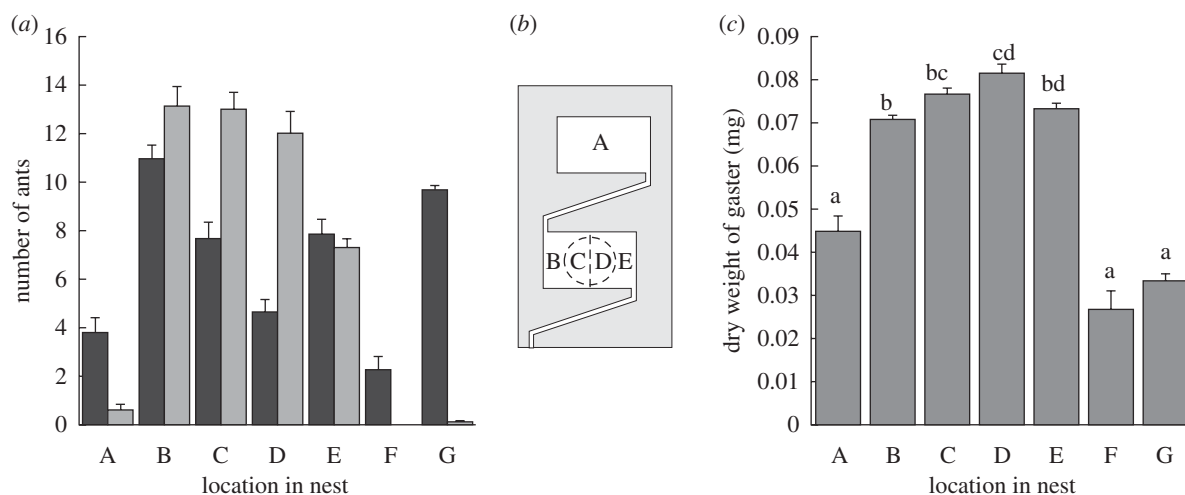 (a)
16
14
12
10
8
6
4
2
0
number of ants
A B C D E F G
location in nest
(b)
A
B C D E
(c)
0.09
0.08
0.07
0.06
0.05
0.04
0.03
0.02
0.01
0
dry weight of gaster (mg)
a b bc cd bd a a
A B C D E F G
location in nest